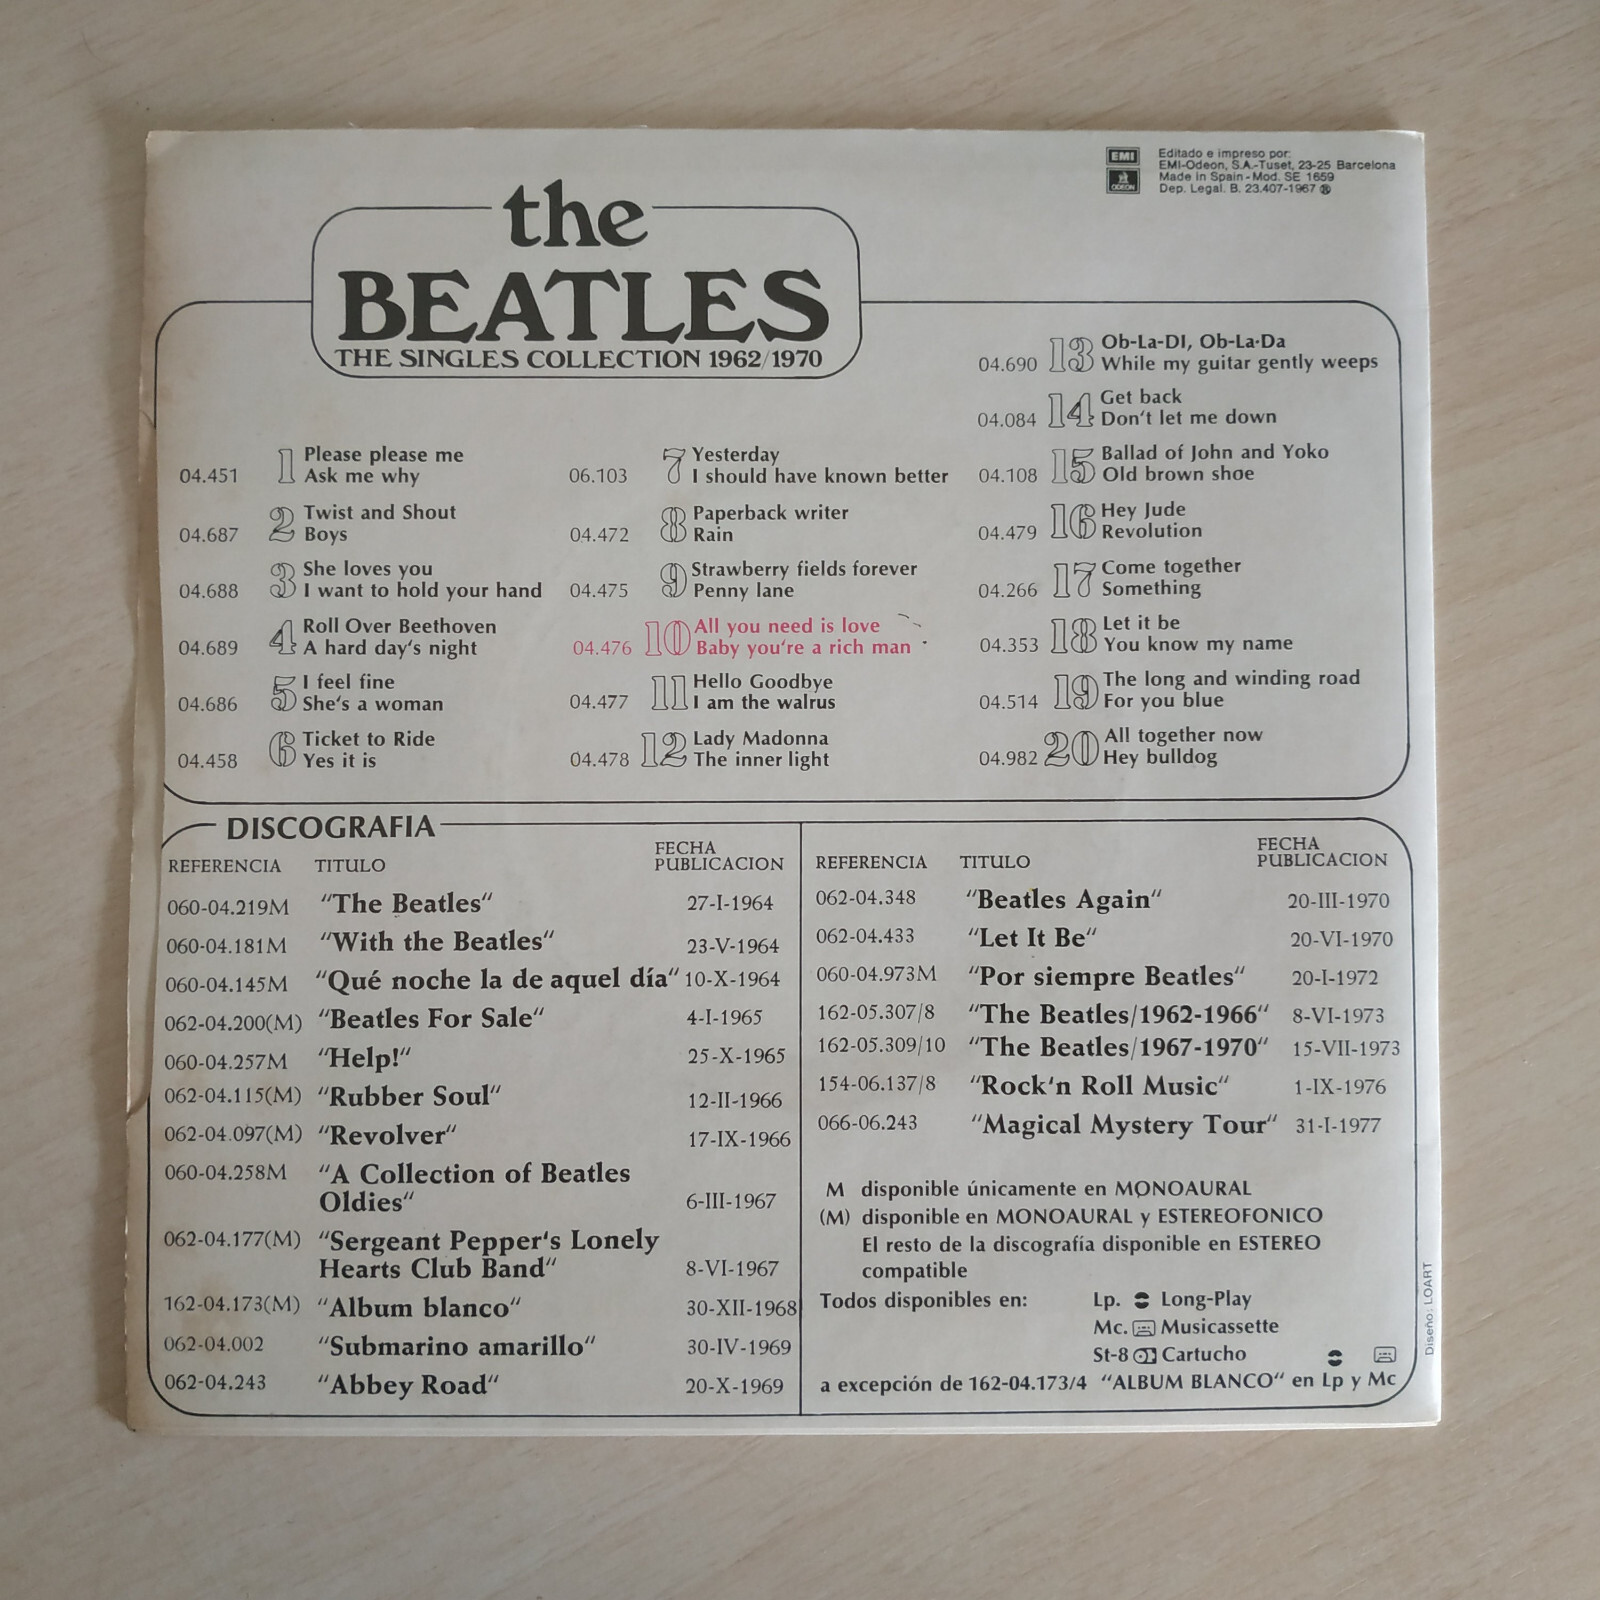 EMI
ODEON
Editado e impreso por:
EMI-Odeon, S.A.-Tuset, 23-25 Barcelona
Made in Spain - Mod. SE 1659
Dep. Legal. B. 23.407-1967
the
BEATLES
THE SINGLES COLLECTION 1962/1970
04.451 1 Please please me
Ask me why
04.687 2 Twist and Shout
Boys
04.688 3 She loves you
I want to hold your hand
04.689 4 Roll Over Beethoven
A hard day's night
04.686 5 I feel fine
She's a woman
04.458 6 Ticket to Ride
Yes it is
06.103 7 Yesterday
I should have known better
04.472 8 Paperback writer
Rain
04.475 9 Strawberry fields forever
Penny lane
04.476 10 All you need is love
Baby you're a rich man
04.477 11 Hello Goodbye
I am the walrus
04.478 12 Lady Madonna
The inner light
04.690 13 Ob-La-DI, Ob-La-Da
While my guitar gently weeps
04.084 14 Get back
Don't let me down
04.108 15 Ballad of John and Yoko
Old brown shoe
04.479 16 Hey Jude
Revolution
04.266 17 Come together
Something
04.353 18 Let it be
You know my name
04.514 19 The long and winding road
For you blue
04.982 20 All together now
Hey bulldog
DISCOGRAFIA
REFERENCIA TITULO FECHA PUBLICACION
060-04.219M "The Beatles" 27-I-1964
060-04.181M "With the Beatles" 23-V-1964
060-04.145M "Qué noche la de aquel día" 10-X-1964
062-04.200(M) "Beatles For Sale" 4-I-1965
060-04.257M "Help!" 25-X-1965
062-04.115(M) "Rubber Soul" 12-II-1966
062-04.097(M) "Revolver" 17-IX-1966
060-04.258M "A Collection of Beatles
Oldies" 6-III-1967
062-04.177(M) "Sergeant Pepper's Lonely
Hearts Club Band" 8-VI-1967
162-04.173(M) "Album blanco" 30-XII-1968
062-04.002 "Submarino amarillo" 30-IV-1969
062-04.243 "Abbey Road" 20-X-1969
REFERENCIA TITULO FECHA PUBLICACION
062-04.348 "Beatles Again" 20-III-1970
062-04.433 "Let It Be" 20-VI-1970
060-04.973M "Por siempre Beatles" 20-I-1972
162-05.307/8 "The Beatles/1962-1966" 8-VI-1973
162-05.309/10 "The Beatles/1967-1970" 15-VII-1973
154-06.137/8 "Rock'n Roll Music" 1-IX-1976
066-06.243 "Magical Mystery Tour" 31-I-1977
M disponible únicamente en MONOAURAL
(M) disponible en MONOAURAL y ESTEREOFONICO
El resto de la discografía disponible en ESTEREO
compatible
Todos disponibles en: Lp. Long-Play
Mc. Musicassette
St-8 Cartucho
a excepción de 162-04.173/4 "ALBUM BLANCO" en Lp y Mc
Diseño: LOART